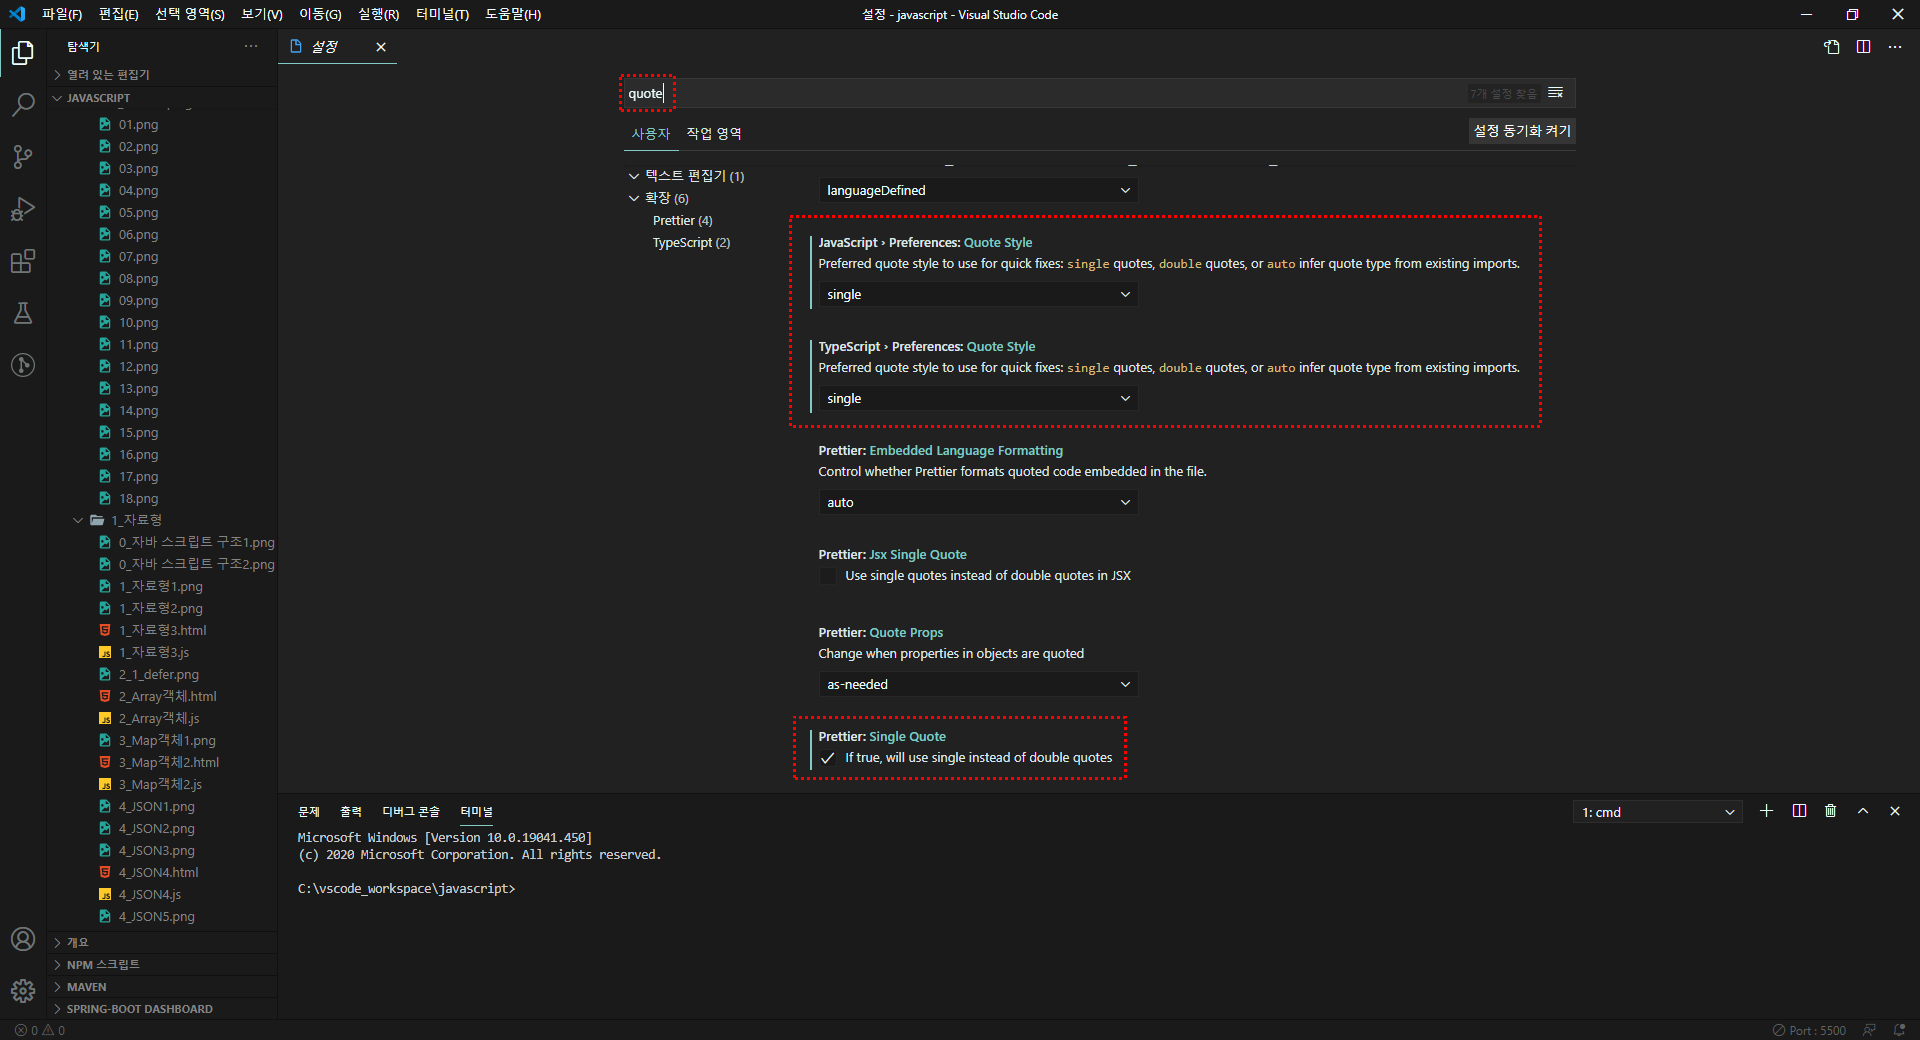 파일(F) 편집(E) 선택 영역(S) 보기(V) 이동(G) 실행(R) 터미널(T) 도움말(H)
설정 - javascript - Visual Studio Code
탐색기
열려 있는 편집기
JAVASCRIPT
01.png
02.png
03.png
04.png
05.png
06.png
07.png
08.png
09.png
10.png
11.png
12.png
13.png
14.png
15.png
16.png
17.png
18.png
1_자료형
0_자바 스크립트 구조1.png
0_자바 스크립트 구조2.png
1_자료형1.png
1_자료형2.png
1_자료형3.html
1_자료형3.js
2_1_defer.png
2_Array객체.html
2_Array객체.js
3_Map객체1.png
3_Map객체2.html
3_Map객체2.js
4_JSON1.png
4_JSON2.png
4_JSON3.png
4_JSON4.html
4_JSON4.js
4_JSON5.png
개요
NPM 스크립트
MAVEN
SPRING-BOOT DASHBOARD
설정
quote
7개 설정 찾음
사용자 작업 영역
설정 동기화 켜기
텍스트 편집기 (1)
확장 (6)
Prettier (4)
TypeScript (2)
languageDefined
JavaScript › Preferences: Quote Style
Preferred quote style to use for quick fixes: single quotes, double quotes, or auto infer quote type from existing imports.
single
TypeScript › Preferences: Quote Style
Preferred quote style to use for quick fixes: single quotes, double quotes, or auto infer quote type from existing imports.
single
Prettier: Embedded Language Formatting
Control whether Prettier formats quoted code embedded in the file.
auto
Prettier: Jsx Single Quote
Use single quotes instead of double quotes in JSX
Prettier: Quote Props
Change when properties in objects are quoted
as-needed
Prettier: Single Quote
If true, will use single instead of double quotes
문제 출력 디버그 콘솔 터미널
1: cmd
Microsoft Windows [Version 10.0.19041.450]
(c) 2020 Microsoft Corporation. All rights reserved.
C:\vscode_workspace\javascript>
0 0
Port : 5500